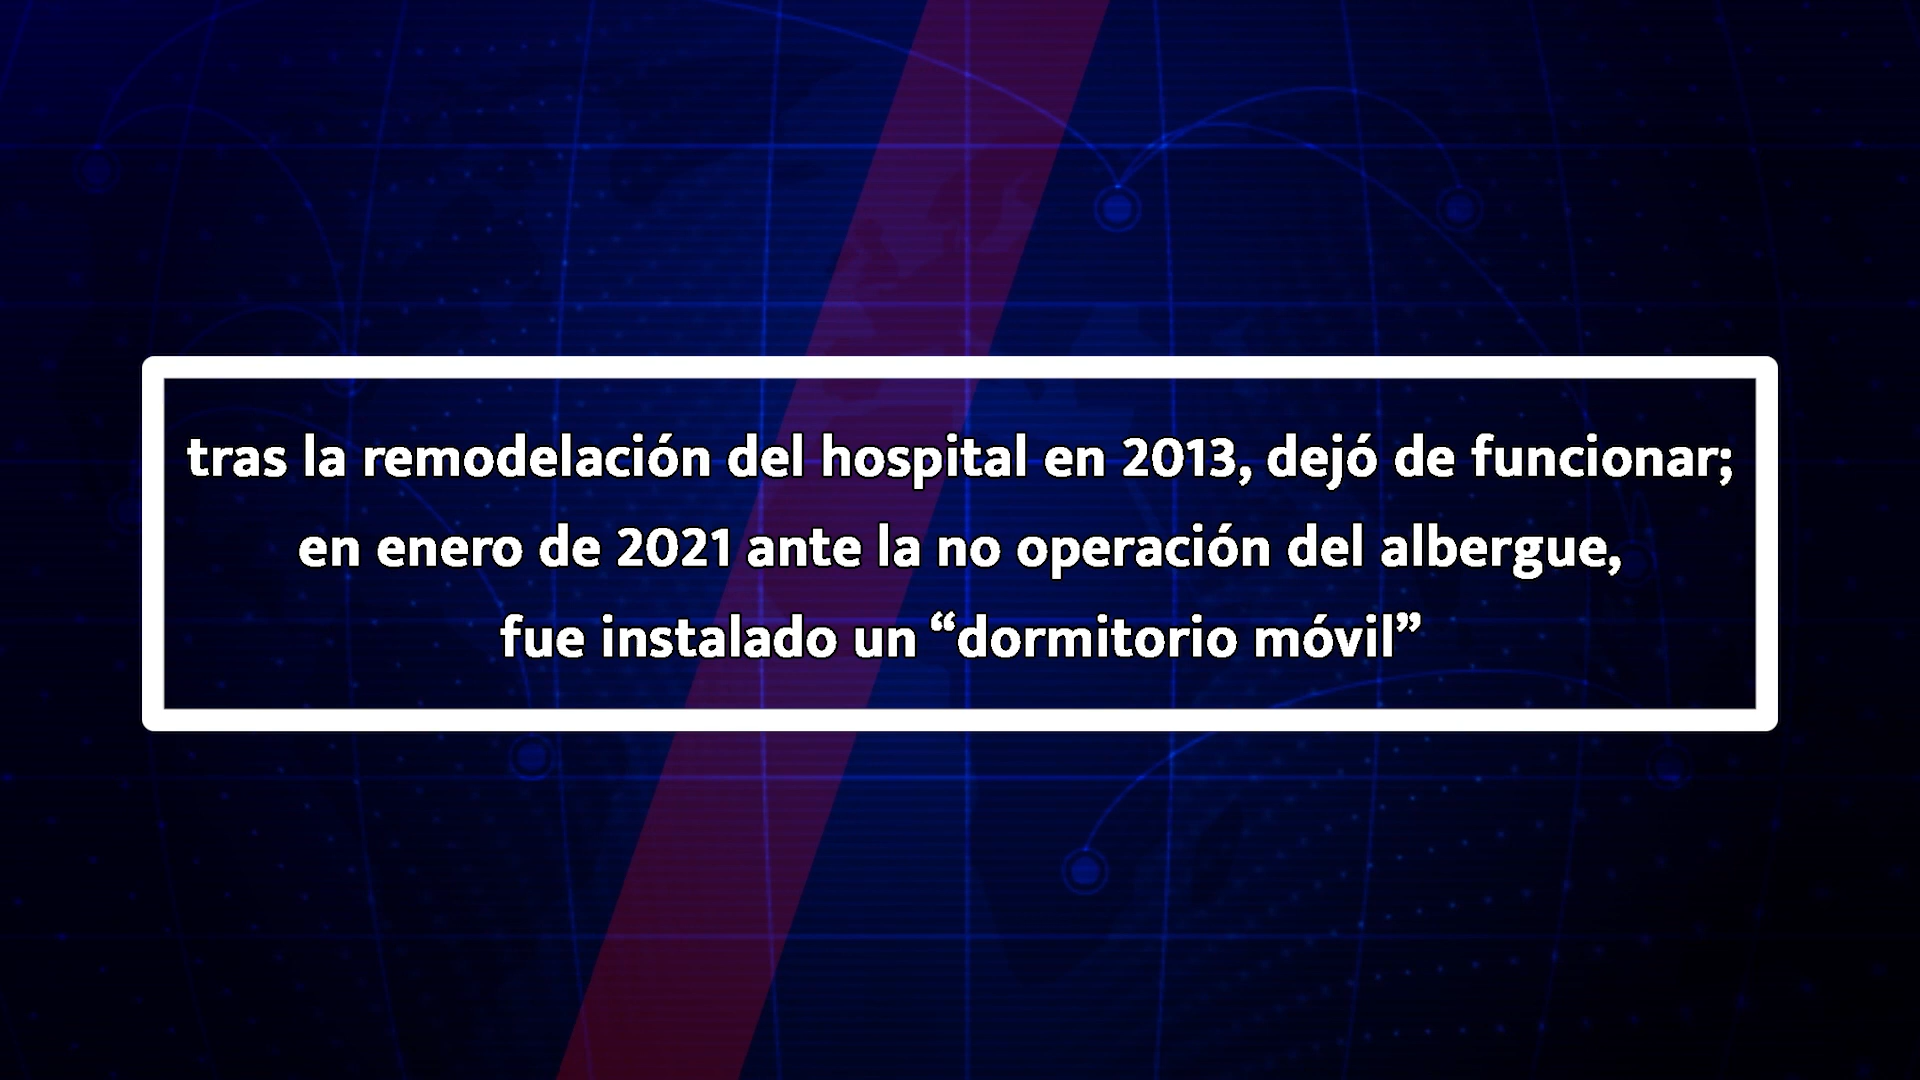 tras la remodelación del hospital en 2013, dejó de funcionar;
en enero de 2021 ante la no operación del albergue,
fue instalado un “dormitorio móvil”